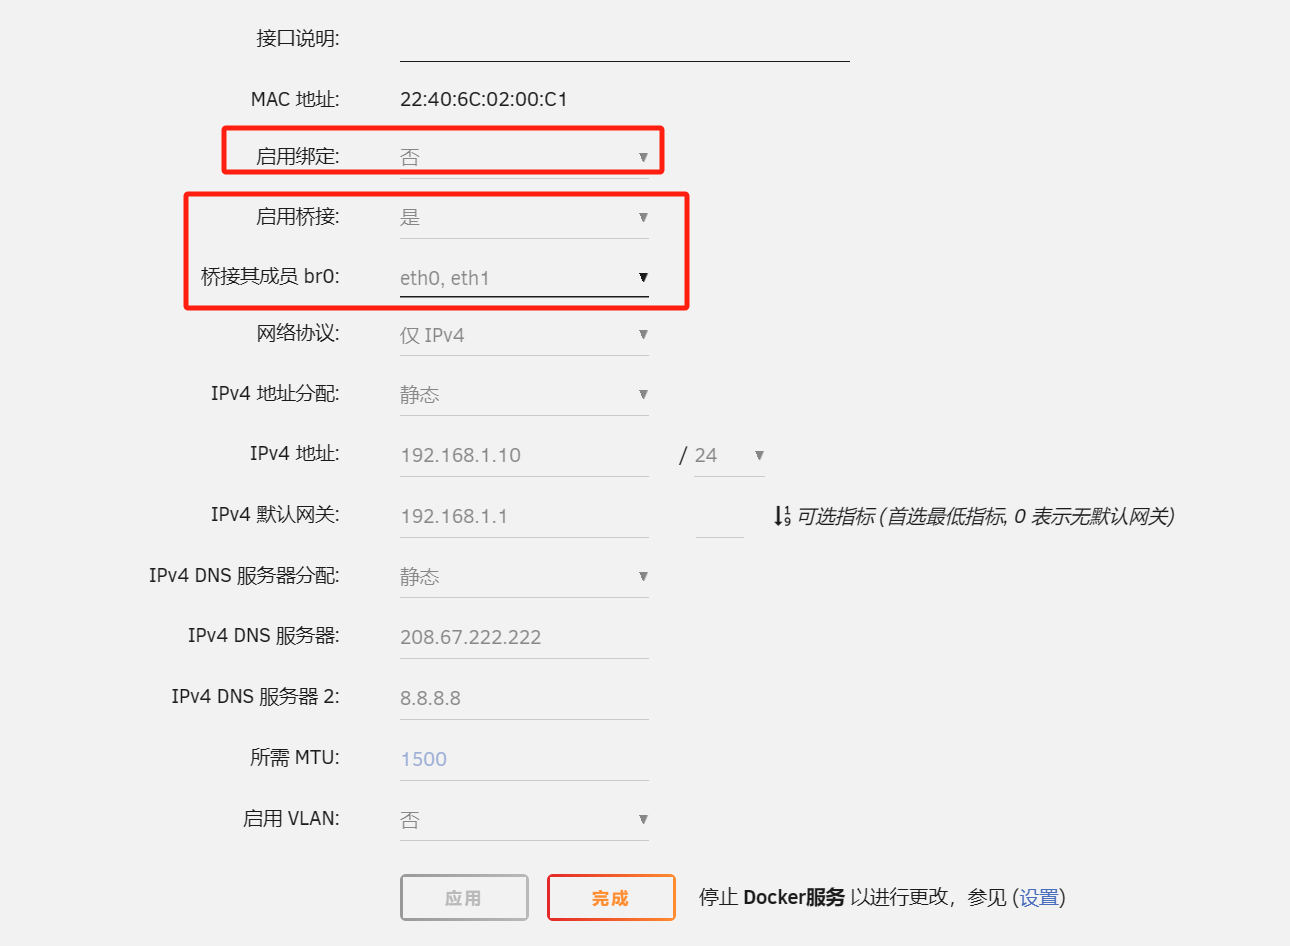 接口说明:
MAC 地址: 22:40:6C:02:00:C1
启用绑定: 否
启用桥接: 是
桥接其成员 br0: eth0, eth1
网络协议: 仅 IPv4
IPv4 地址分配: 静态
IPv4 地址: 192.168.1.10 / 24
IPv4 默认网关: 192.168.1.1 可选指标 (首选最低指标, 0 表示无默认网关)
IPv4 DNS 服务器分配: 静态
IPv4 DNS 服务器: 208.67.222.222
IPv4 DNS 服务器 2: 8.8.8.8
所需 MTU: 1500
启用 VLAN: 否
应用 完成 停止 Docker服务 以进行更改，参见 (设置)